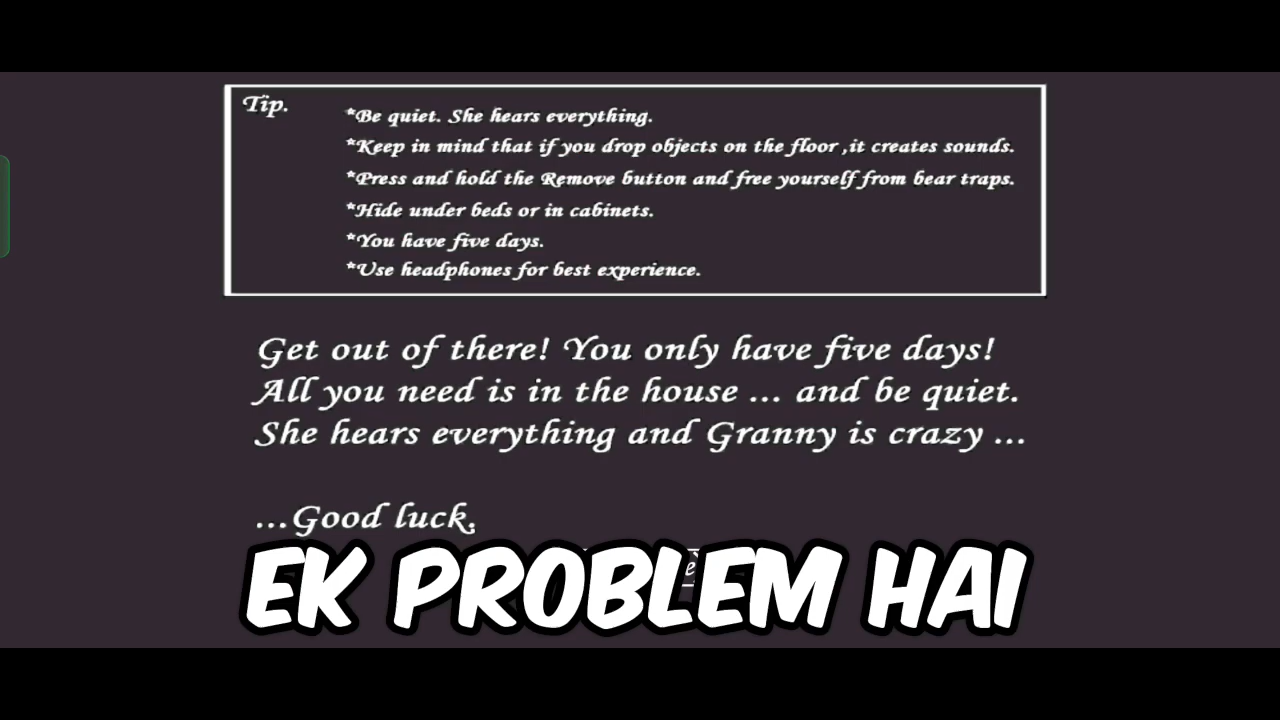 Tip.
*Be quiet. She hears everything.
*Keep in mind that if you drop objects on the floor ,it creates sounds.
*Press and hold the Remove button and free yourself from bear traps.
*Hide under beds or in cabinets.
*You have five days.
*Use headphones for best experience.
Get out of there! You only have five days!
All you need is in the house ... and be quiet.
She hears everything and Granny is crazy ...
...Good luck.
EK PROBLEM HAI